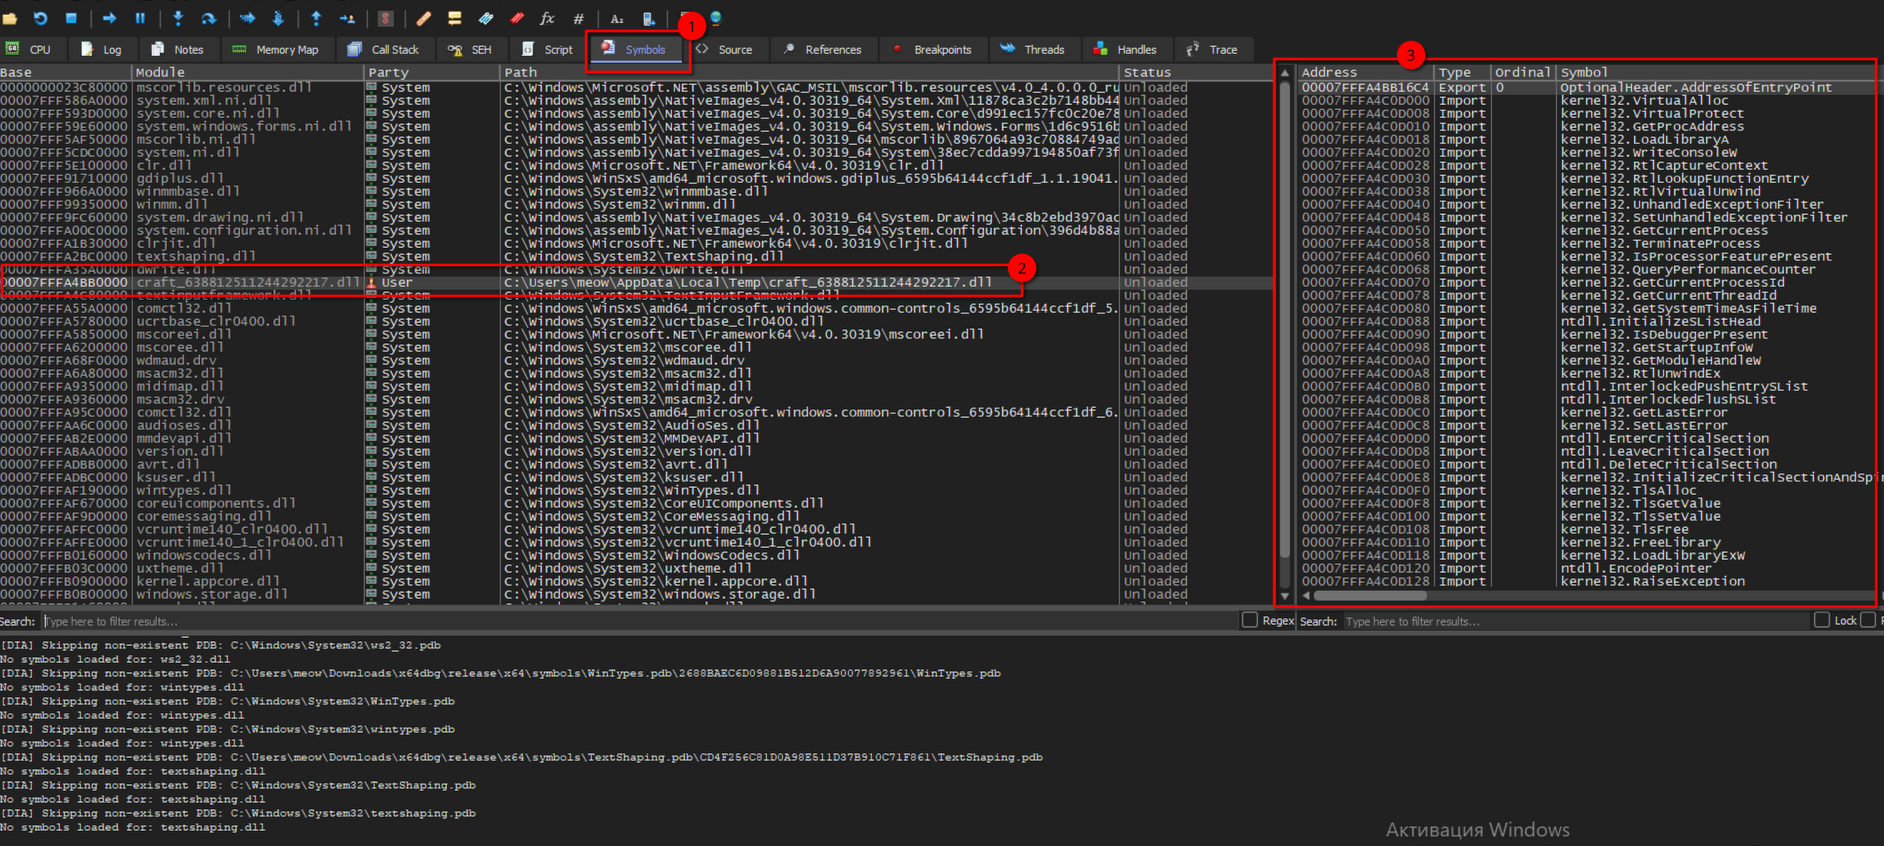 1
CPU Log Notes Memory Map Call Stack SEH Script Symbols Source References Breakpoints Threads Handles Trace
3
Base Module Party Path Status
0000000023C80000 mscorlib.resources.dll System C:\Windows\Microsoft.NET\assembly\GAC_MSIL\mscorlib.resources\v4.0_4.0.0.0_ru Unloaded
00007FFF586A0000 system.xml.ni.dll System C:\Windows\assembly\NativeImages_v4.0.30319_64\System.Xml\11878ca3c2b7148bb44 Unloaded
00007FFF593D0000 system.core.ni.dll System C:\Windows\assembly\NativeImages_v4.0.30319_64\System.Core\d991ec157fc0c20e78 Unloaded
00007FFF59E60000 system.windows.forms.ni.dll System C:\Windows\assembly\NativeImages_v4.0.30319_64\System.Windows.Forms\1d6c9516b Unloaded
00007FFF5AF50000 mscorlib.ni.dll System C:\Windows\assembly\NativeImages_v4.0.30319_64\mscorlib\8967064a93c70884749ad Unloaded
00007FFF5CDC0000 system.ni.dll System C:\Windows\assembly\NativeImages_v4.0.30319_64\System\38ec7cdda997194850af73f Unloaded
00007FFF5E100000 clr.dll System C:\Windows\Microsoft.NET\Framework64\v4.0.30319\clr.dll Unloaded
00007FFF91710000 gdiplus.dll System C:\Windows\WinSxS\amd64_microsoft.windows.gdiplus_6595b64144ccf1df_1.1.19041. Unloaded
00007FFF966A0000 winmmbase.dll System C:\Windows\System32\winmmbase.dll Unloaded
00007FFF99350000 winmm.dll System C:\Windows\System32\winmm.dll Unloaded
00007FFF9FC60000 system.drawing.ni.dll System C:\Windows\assembly\NativeImages_v4.0.30319_64\System.Drawing\34c8b2ebd3970ac Unloaded
00007FFFA00C0000 system.configuration.ni.dll System C:\Windows\assembly\NativeImages_v4.0.30319_64\System.Configuration\396d4b88a Unloaded
00007FFFA1B30000 clrjit.dll System C:\Windows\Microsoft.NET\Framework64\v4.0.30319\clrjit.dll Unloaded
00007FFFA2BC0000 textshaping.dll System C:\Windows\System32\TextShaping.dll Unloaded
00007FFFA35A0000 dwrite.dll System C:\Windows\System32\DWrite.dll Unloaded
2
00007FFFA4BB0000 craft_638812511244292217.dll User C:\Users\meow\AppData\Local\Temp\craft_638812511244292217.dll Unloaded
00007FFFA4C80000 textinputframework.dll System C:\Windows\System32\TextInputFramework.dll Unloaded
00007FFFA55A0000 comctl32.dll System C:\Windows\WinSxS\amd64_microsoft.windows.common-controls_6595b64144ccf1df_5. Unloaded
00007FFFA5780000 ucrtbase_clr0400.dll System C:\Windows\System32\ucrtbase_clr0400.dll Unloaded
00007FFFA5850000 mscoreei.dll System C:\Windows\Microsoft.NET\Framework64\v4.0.30319\mscoreei.dll Unloaded
00007FFFA6200000 mscoree.dll System C:\Windows\System32\mscoree.dll Unloaded
00007FFFA68F0000 wdmaud.drv System C:\Windows\System32\wdmaud.drv Unloaded
00007FFFA6A80000 msacm32.dll System C:\Windows\System32\msacm32.dll Unloaded
00007FFFA9350000 midimap.dll System C:\Windows\System32\midimap.dll Unloaded
00007FFFA9360000 msacm32.drv System C:\Windows\System32\msacm32.drv Unloaded
00007FFFA95C0000 comctl32.dll System C:\Windows\WinSxS\amd64_microsoft.windows.common-controls_6595b64144ccf1df_6. Unloaded
00007FFFAA6C0000 audioses.dll System C:\Windows\System32\AudioSes.dll Unloaded
00007FFFAB2E0000 mmdevapi.dll System C:\Windows\System32\MMDevAPI.dll Unloaded
00007FFFABAA0000 version.dll System C:\Windows\System32\version.dll Unloaded
00007FFFADBB0000 avrt.dll System C:\Windows\System32\avrt.dll Unloaded
00007FFFADBC0000 ksuser.dll System C:\Windows\System32\ksuser.dll Unloaded
00007FFFAF190000 wintypes.dll System C:\Windows\System32\WinTypes.dll Unloaded
00007FFFAF670000 coreuicomponents.dll System C:\Windows\System32\CoreUIComponents.dll Unloaded
00007FFFAF9D0000 coremessaging.dll System C:\Windows\System32\CoreMessaging.dll Unloaded
00007FFFAFFC0000 vcruntime140_clr0400.dll System C:\Windows\System32\vcruntime140_clr0400.dll Unloaded
00007FFFAFFE0000 vcruntime140_1_clr0400.dll System C:\Windows\System32\vcruntime140_1_clr0400.dll Unloaded
00007FFFB0160000 windowscodecs.dll System C:\Windows\System32\WindowsCodecs.dll Unloaded
00007FFFB03C0000 uxtheme.dll System C:\Windows\System32\uxtheme.dll Unloaded
00007FFFB0900000 kernel.appcore.dll System C:\Windows\System32\kernel.appcore.dll Unloaded
00007FFFB0B00000 windows.storage.dll System C:\Windows\System32\windows.storage.dll Unloaded
Address Type Ordinal Symbol
00007FFFA4BB16C4 Export 0 OptionalHeader.AddressOfEntryPoint
00007FFFA4C0D000 Import kernel32.VirtualAlloc
00007FFFA4C0D008 Import kernel32.VirtualProtect
00007FFFA4C0D010 Import kernel32.GetProcAddress
00007FFFA4C0D018 Import kernel32.LoadLibraryA
00007FFFA4C0D020 Import kernel32.WriteConsoleW
00007FFFA4C0D028 Import kernel32.RtlCaptureContext
00007FFFA4C0D030 Import kernel32.RtlLookupFunctionEntry
00007FFFA4C0D038 Import kernel32.RtlVirtualUnwind
00007FFFA4C0D040 Import kernel32.UnhandledExceptionFilter
00007FFFA4C0D048 Import kernel32.SetUnhandledExceptionFilter
00007FFFA4C0D050 Import kernel32.GetCurrentProcess
00007FFFA4C0D058 Import kernel32.TerminateProcess
00007FFFA4C0D060 Import kernel32.IsProcessorFeaturePresent
00007FFFA4C0D068 Import kernel32.QueryPerformanceCounter
00007FFFA4C0D070 Import kernel32.GetCurrentProcessId
00007FFFA4C0D078 Import kernel32.GetCurrentThreadId
00007FFFA4C0D080 Import kernel32.GetSystemTimeAsFileTime
00007FFFA4C0D088 Import ntdll.InitializeSListHead
00007FFFA4C0D090 Import kernel32.IsDebuggerPresent
00007FFFA4C0D098 Import kernel32.GetStartupInfoW
00007FFFA4C0D0A0 Import kernel32.GetModuleHandleW
00007FFFA4C0D0A8 Import kernel32.RtlUnwindEx
00007FFFA4C0D0B0 Import ntdll.InterlockedPushEntrySList
00007FFFA4C0D0B8 Import ntdll.InterlockedFlushSList
00007FFFA4C0D0C0 Import kernel32.GetLastError
00007FFFA4C0D0C8 Import kernel32.SetLastError
00007FFFA4C0D0D0 Import ntdll.EnterCriticalSection
00007FFFA4C0D0D8 Import ntdll.LeaveCriticalSection
00007FFFA4C0D0E0 Import ntdll.DeleteCriticalSection
00007FFFA4C0D0E8 Import kernel32.InitializeCriticalSectionAndSpi
00007FFFA4C0D0F0 Import kernel32.TlsAlloc
00007FFFA4C0D0F8 Import kernel32.TlsGetValue
00007FFFA4C0D100 Import kernel32.TlsSetValue
00007FFFA4C0D108 Import kernel32.TlsFree
00007FFFA4C0D110 Import kernel32.FreeLibrary
00007FFFA4C0D118 Import kernel32.LoadLibraryExW
00007FFFA4C0D120 Import ntdll.EncodePointer
00007FFFA4C0D128 Import kernel32.RaiseException
Search: Type here to filter results... Regex Search: Type here to filter results... Lock
[DIA] Skipping non-existent PDB: C:\Windows\System32\ws2_32.pdb
No symbols loaded for: ws2_32.dll
[DIA] Skipping non-existent PDB: C:\Users\meow\Downloads\x64dbg\release\x64\symbols\WinTypes.pdb\2688BAEC6D09881B512D6A90077892961\WinTypes.pdb
No symbols loaded for: wintypes.dll
[DIA] Skipping non-existent PDB: C:\Windows\System32\WinTypes.pdb
No symbols loaded for: wintypes.dll
[DIA] Skipping non-existent PDB: C:\Windows\System32\wintypes.pdb
No symbols loaded for: wintypes.dll
[DIA] Skipping non-existent PDB: C:\Users\meow\Downloads\x64dbg\release\x64\symbols\TextShaping.pdb\CD4F256C81D0A98E511D37B910C71F861\TextShaping.pdb
No symbols loaded for: textshaping.dll
[DIA] Skipping non-existent PDB: C:\Windows\System32\TextShaping.pdb
No symbols loaded for: textshaping.dll
[DIA] Skipping non-existent PDB: C:\Windows\System32\textshaping.pdb
No symbols loaded for: textshaping.dll
Активация Windows